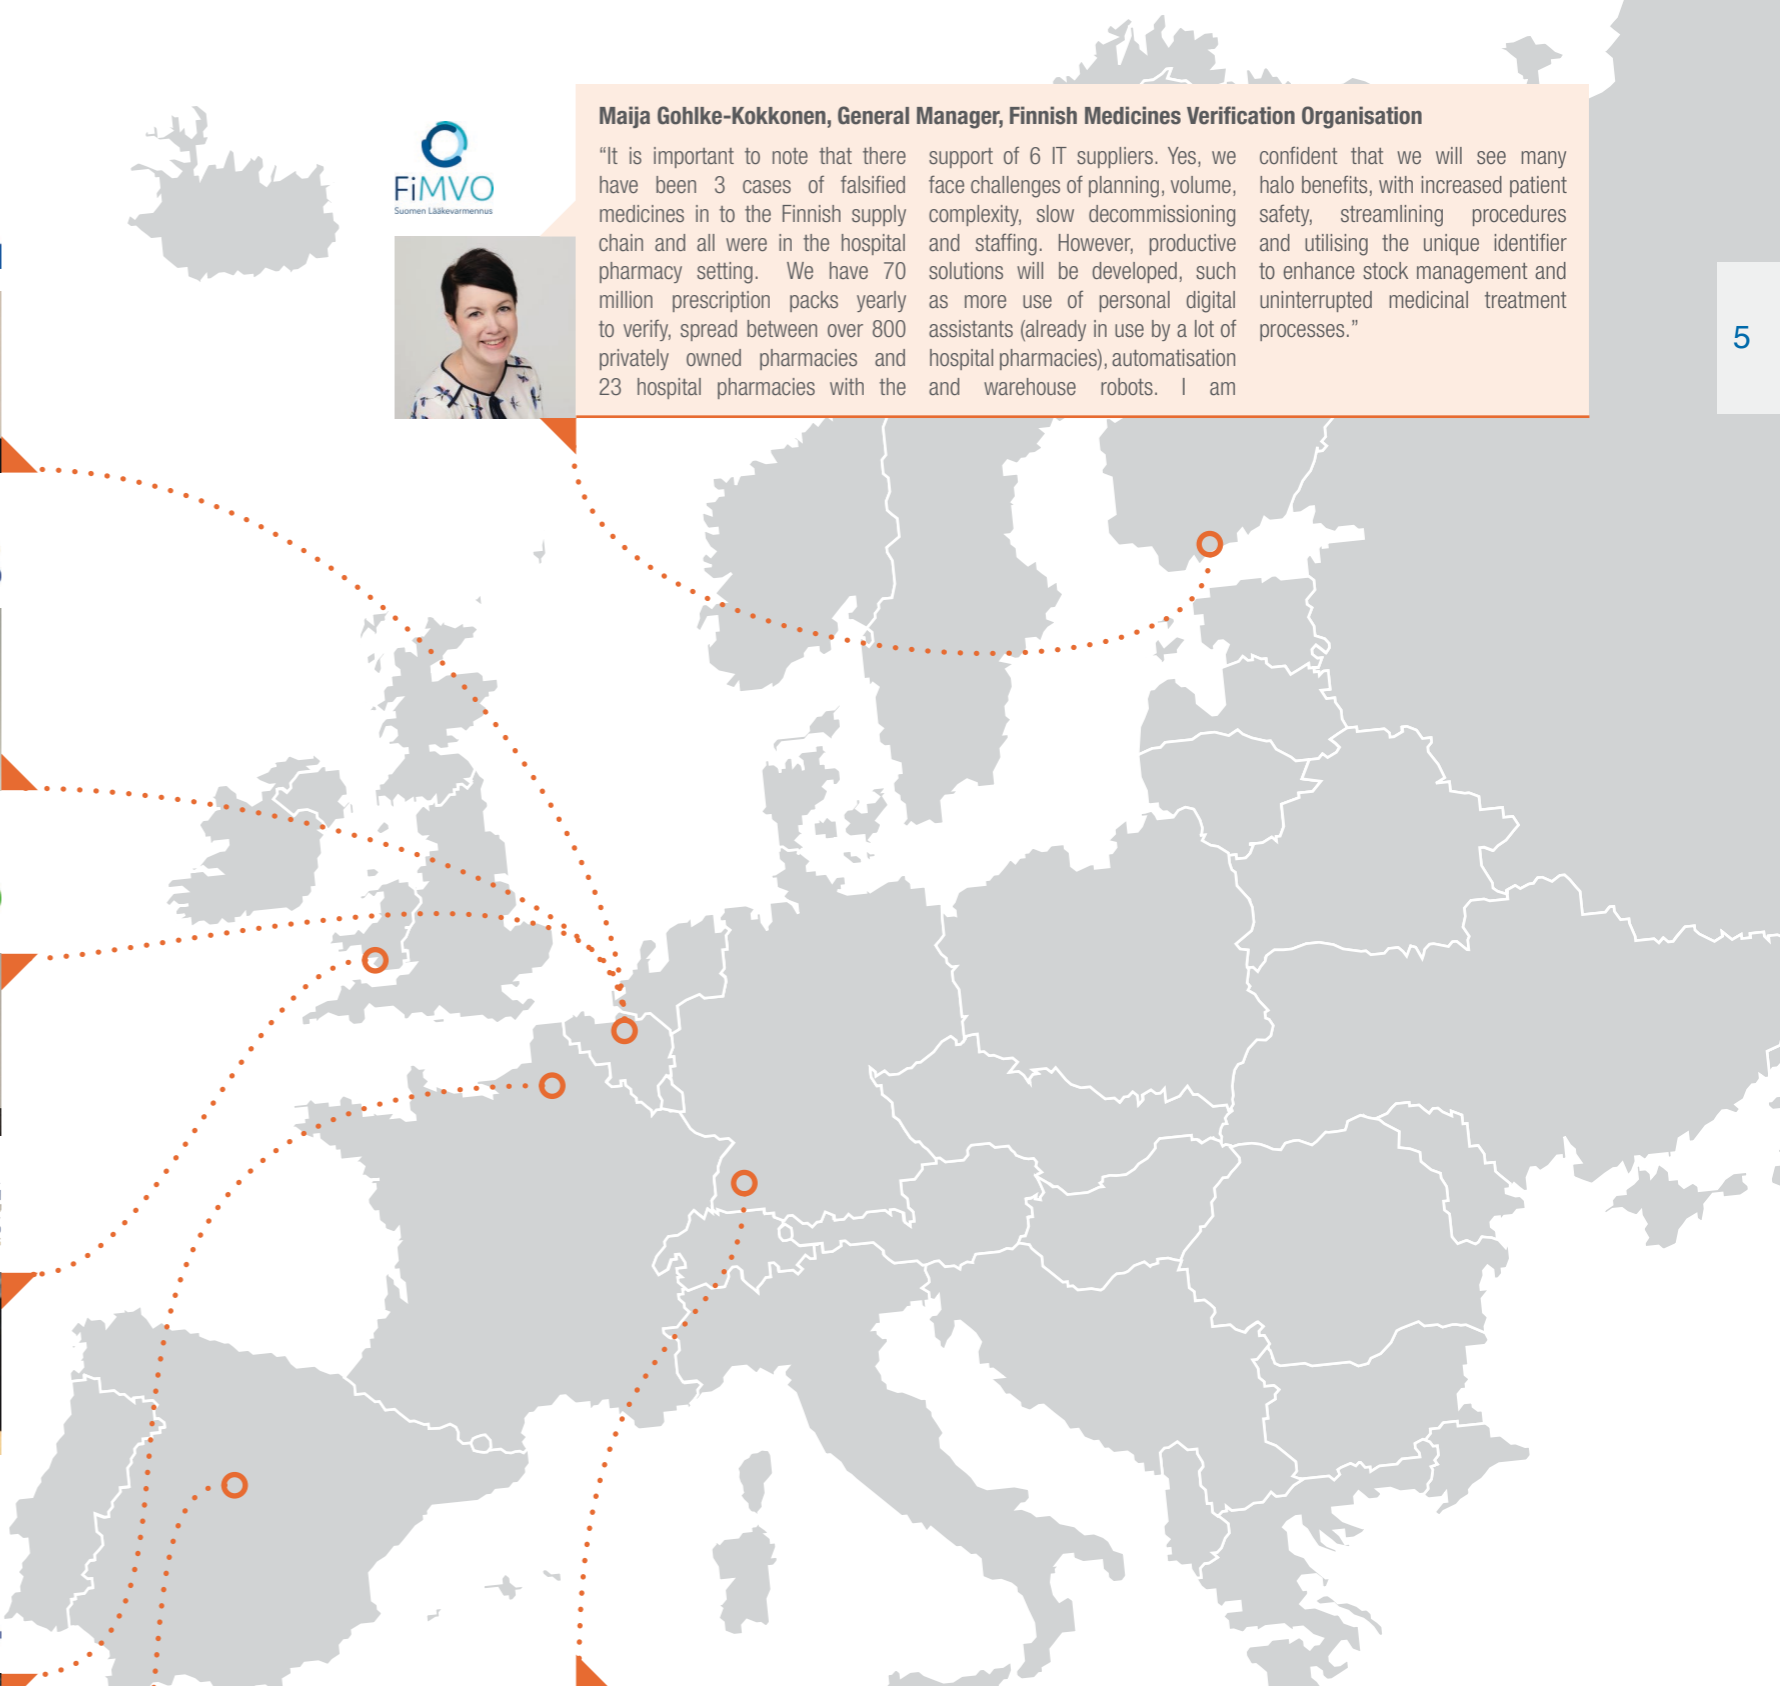 FiMVO
Suomen Lääkevarmennus
Maija Gohlke-Kokkonen, General Manager, Finnish Medicines Verification Organisation
“It is important to note that there
have been 3 cases of falsified
medicines in to the Finnish supply
chain and all were in the hospital
pharmacy setting. We have 70
million prescription packs yearly
to verify, spread between over 800
privately owned pharmacies and
23 hospital pharmacies with the
support of 6 IT suppliers. Yes, we
face challenges of planning, volume,
complexity, slow decommissioning
and staffing. However, productive
solutions will be developed, such
as more use of personal digital
assistants (already in use by a lot of
hospital pharmacies), automatisation
and warehouse robots. I am
confident that we will see many
halo benefits, with increased patient
safety, streamlining procedures
and utilising the unique identifier
to enhance stock management and
uninterrupted medicinal treatment
processes.”
5